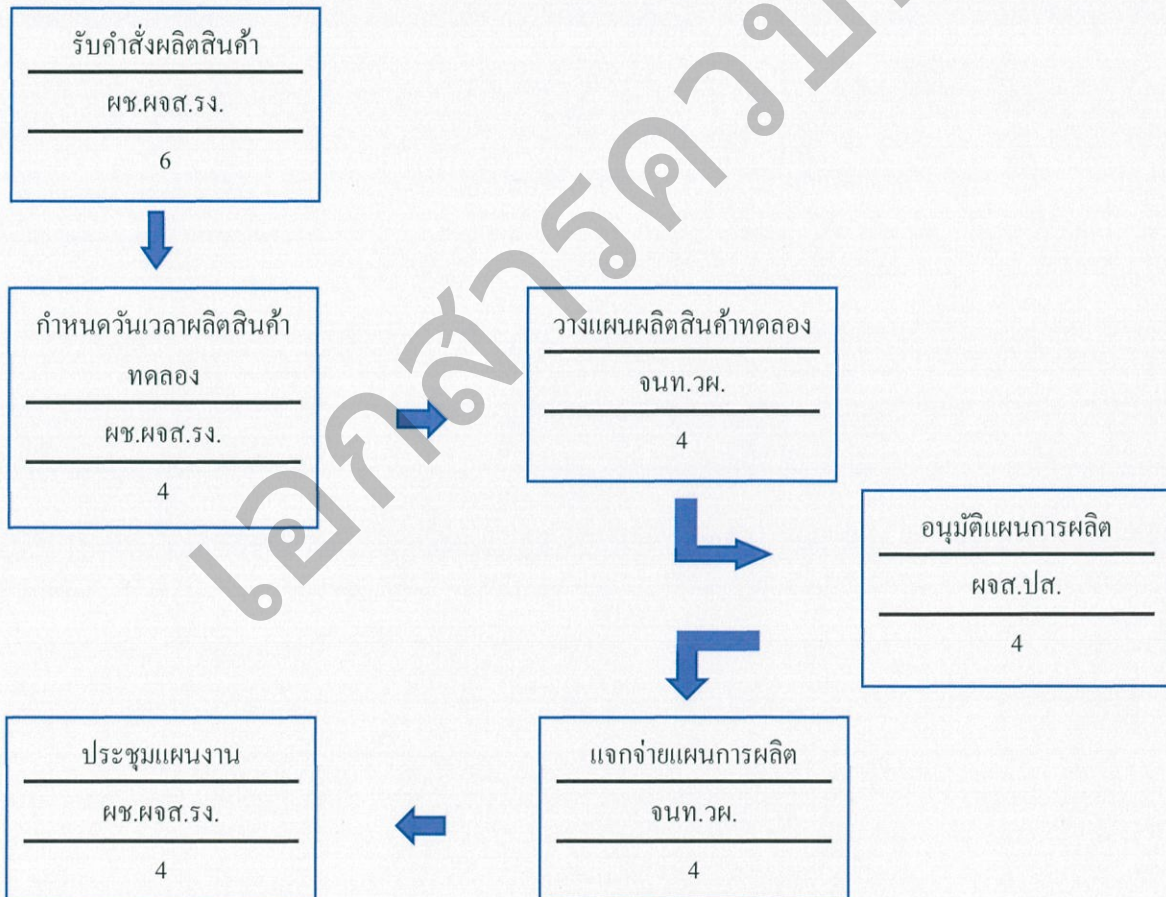 รับคำสั่งผลิตสินค้า
ผช.ผจส.รง.
6
กำหนดวันเวลาผลิตสินค้า
ทดลอง
ผช.ผจส.รง.
4
วางแผนผลิตสินค้าทดลอง
จนท.วผ.
4
อนุมัติแผนการผลิต
ผจส.ปส.
4
แจกจ่ายแผนการผลิต
จนท.วผ.
4
ประชุมแผนงาน
ผช.ผจส.รง.
4
เอกสารควบ